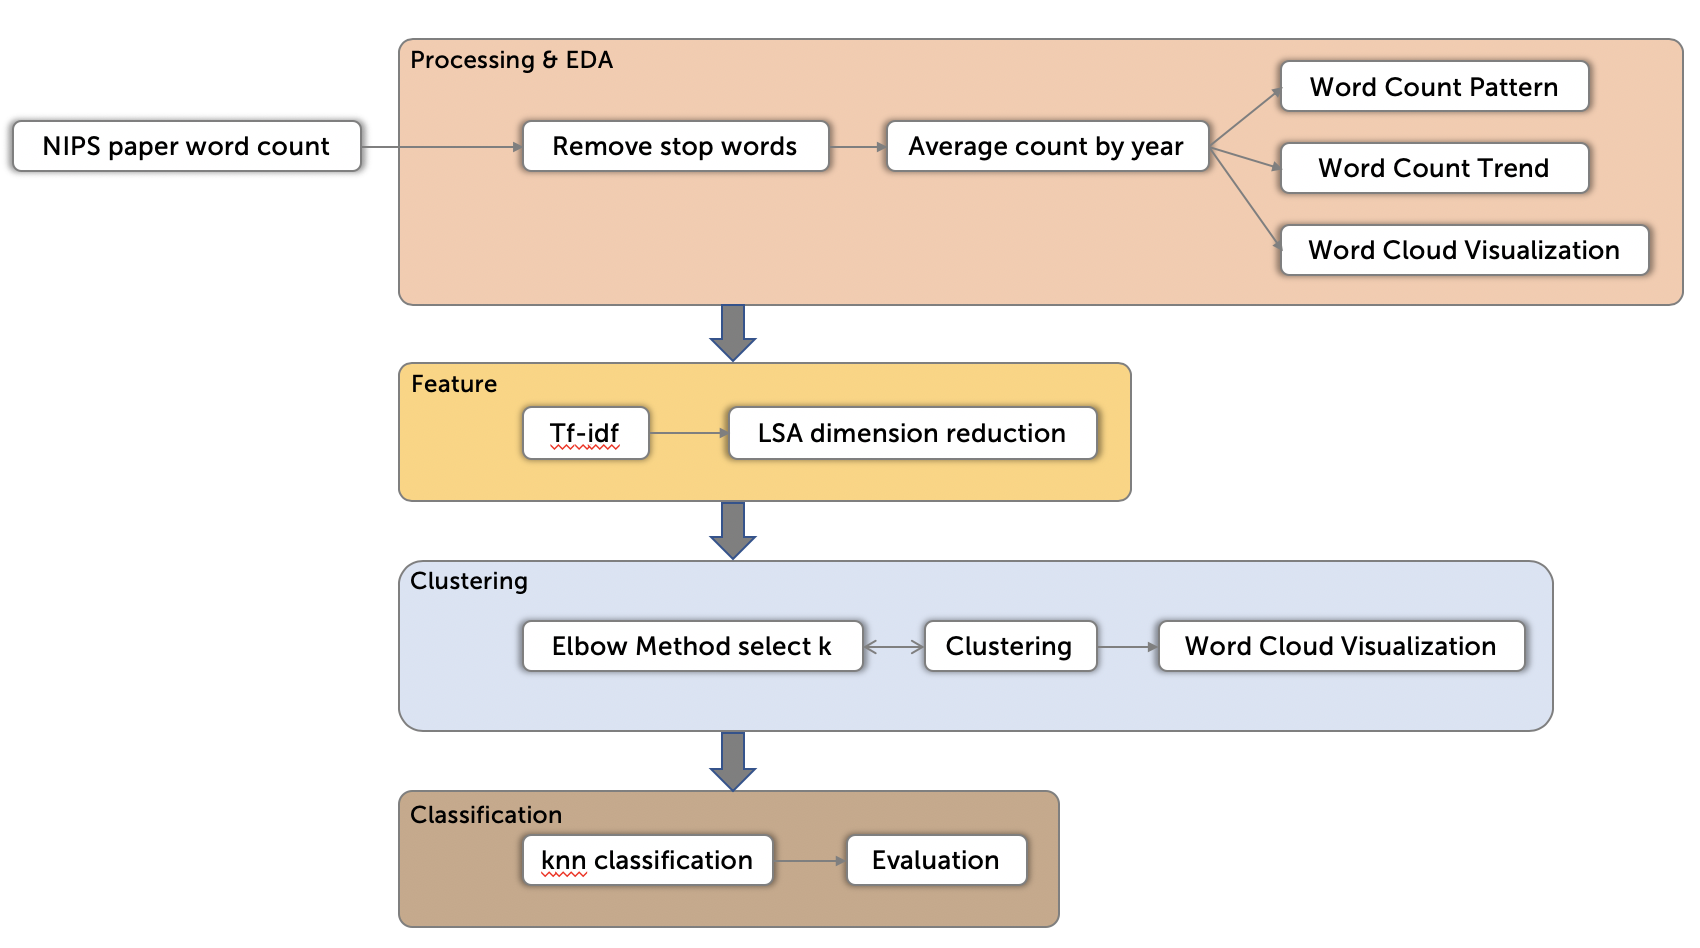 Processing & EDA
NIPS paper word count
Remove stop words
Average count by year
Word Count Pattern
Word Count Trend
Word Cloud Visualization
Feature
Tf-idf
LSA dimension reduction
Clustering
Elbow Method select k
Clustering
Word Cloud Visualization
Classification
knn classification
Evaluation